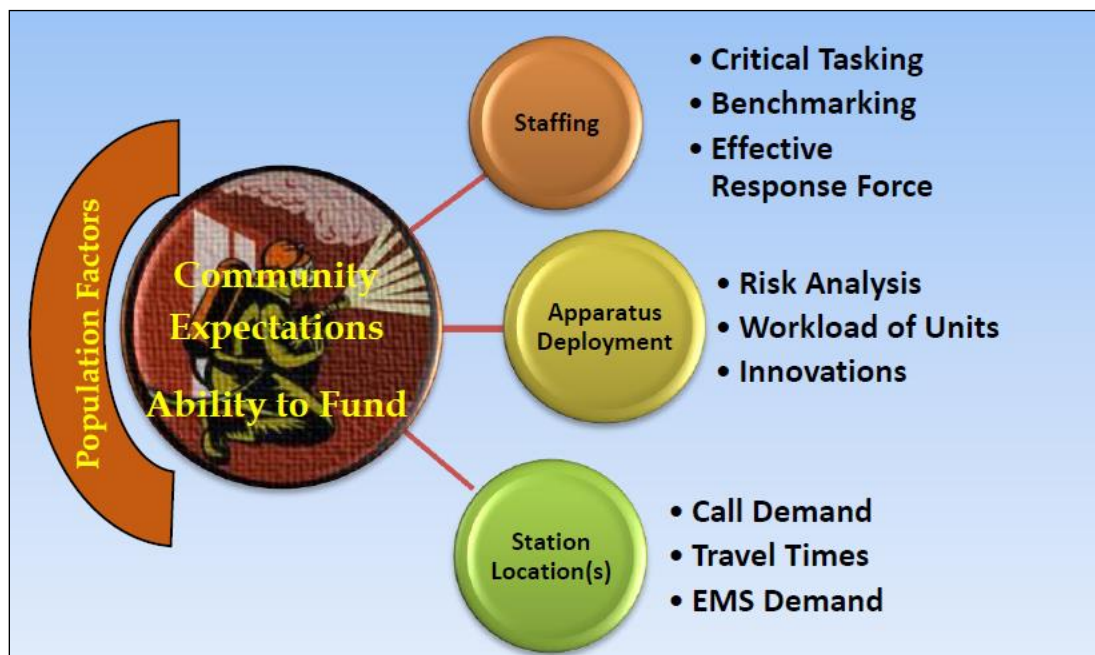 Population Factors
Community
Expectations
Ability to Fund
Staffing
• Critical Tasking
• Benchmarking
• Effective
Response Force
Apparatus
Deployment
• Risk Analysis
• Workload of Units
• Innovations
Station
Location(s)
• Call Demand
• Travel Times
• EMS Demand